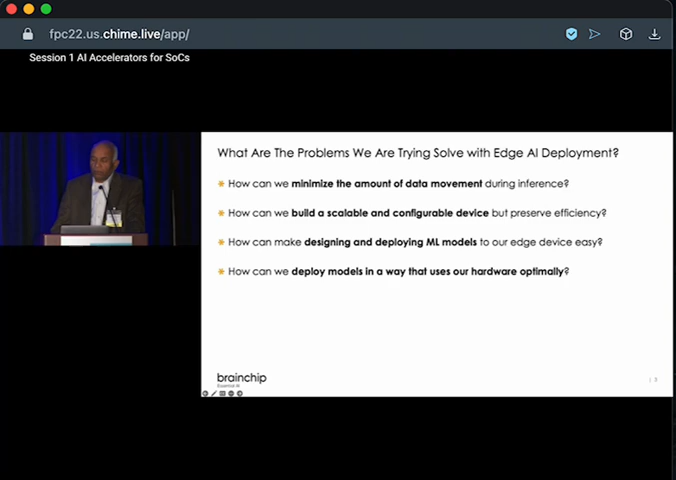 fpc22.us.chime.live/app/
Session 1 AI Accelerators for SoCs
What Are The Problems We Are Trying Solve with Edge AI Deployment?
How can we minimize the amount of data movement during inference?
How can we build a scalable and configurable device but preserve efficiency?
How can make designing and deploying ML models to our edge device easy?
How can we deploy models in a way that uses our hardware optimally?
brainchip
Essential AI
| 3